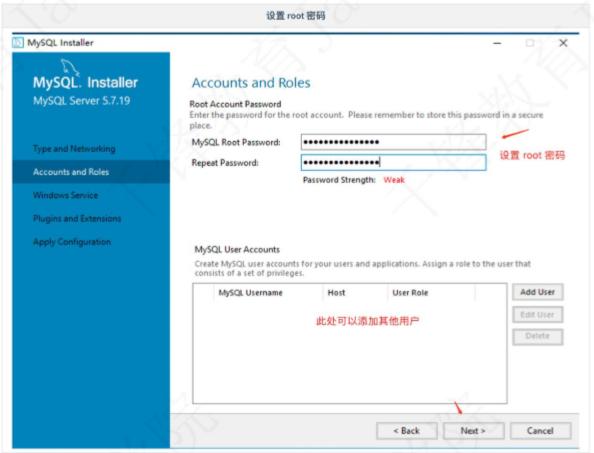 设置 root 密码
MySQL Installer
MySQL. Installer
MySQL Server 5.7.19
Type and Networking
Accounts and Roles
Windows Service
Plugins and Extensions
Apply Configuration
Accounts and Roles
Root Account Password
Enter the password for the root account. Please remember to store this password in a secure
place.
MySQL Root Password:
设置 root 密码
Repeat Password:
Password Strength: Weak
MySQL User Accounts
Create MySQL user accounts for your users and applications. Assign a role to the user that
consists of a set of privileges.
MySQL Username Host User Role
Add User
Edit User
Delete
此处可以添加其他用户
< Back Next > Cancel